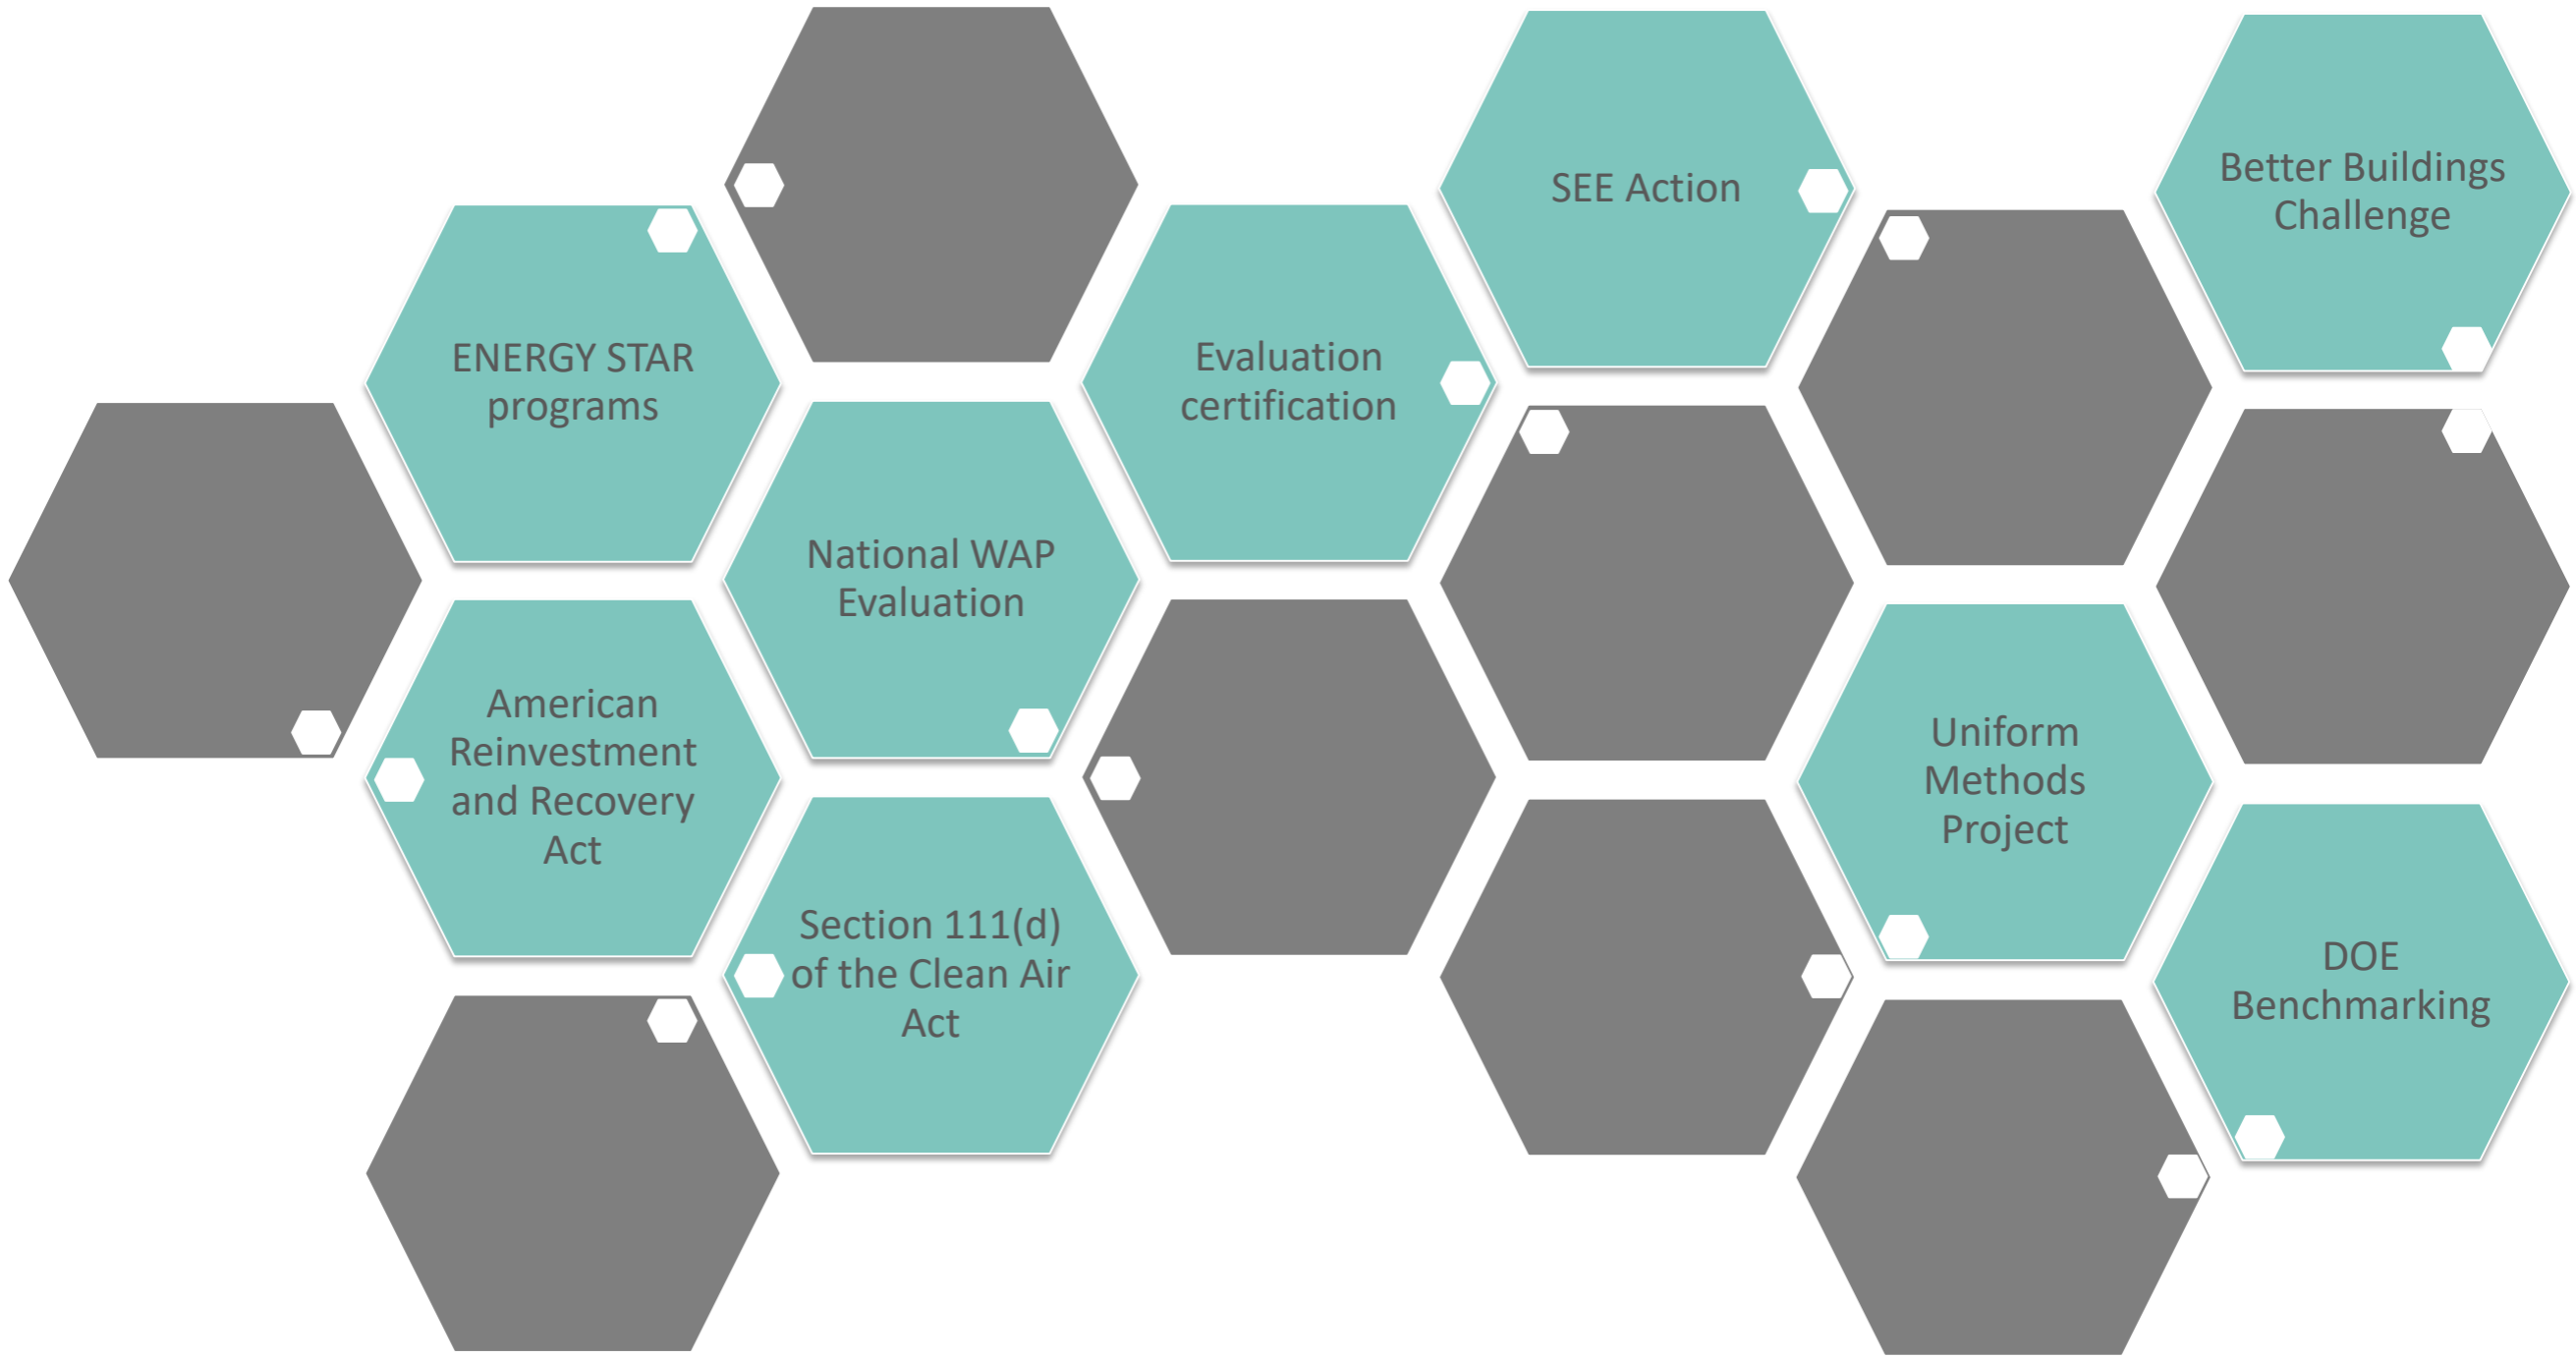 ENERGY STAR
programs
American
Reinvestment
and Recovery
Act
National WAP
Evaluation
Section 111(d)
of the Clean Air
Act
Evaluation
certification
SEE Action
Uniform
Methods
Project
Better Buildings
Challenge
DOE
Benchmarking